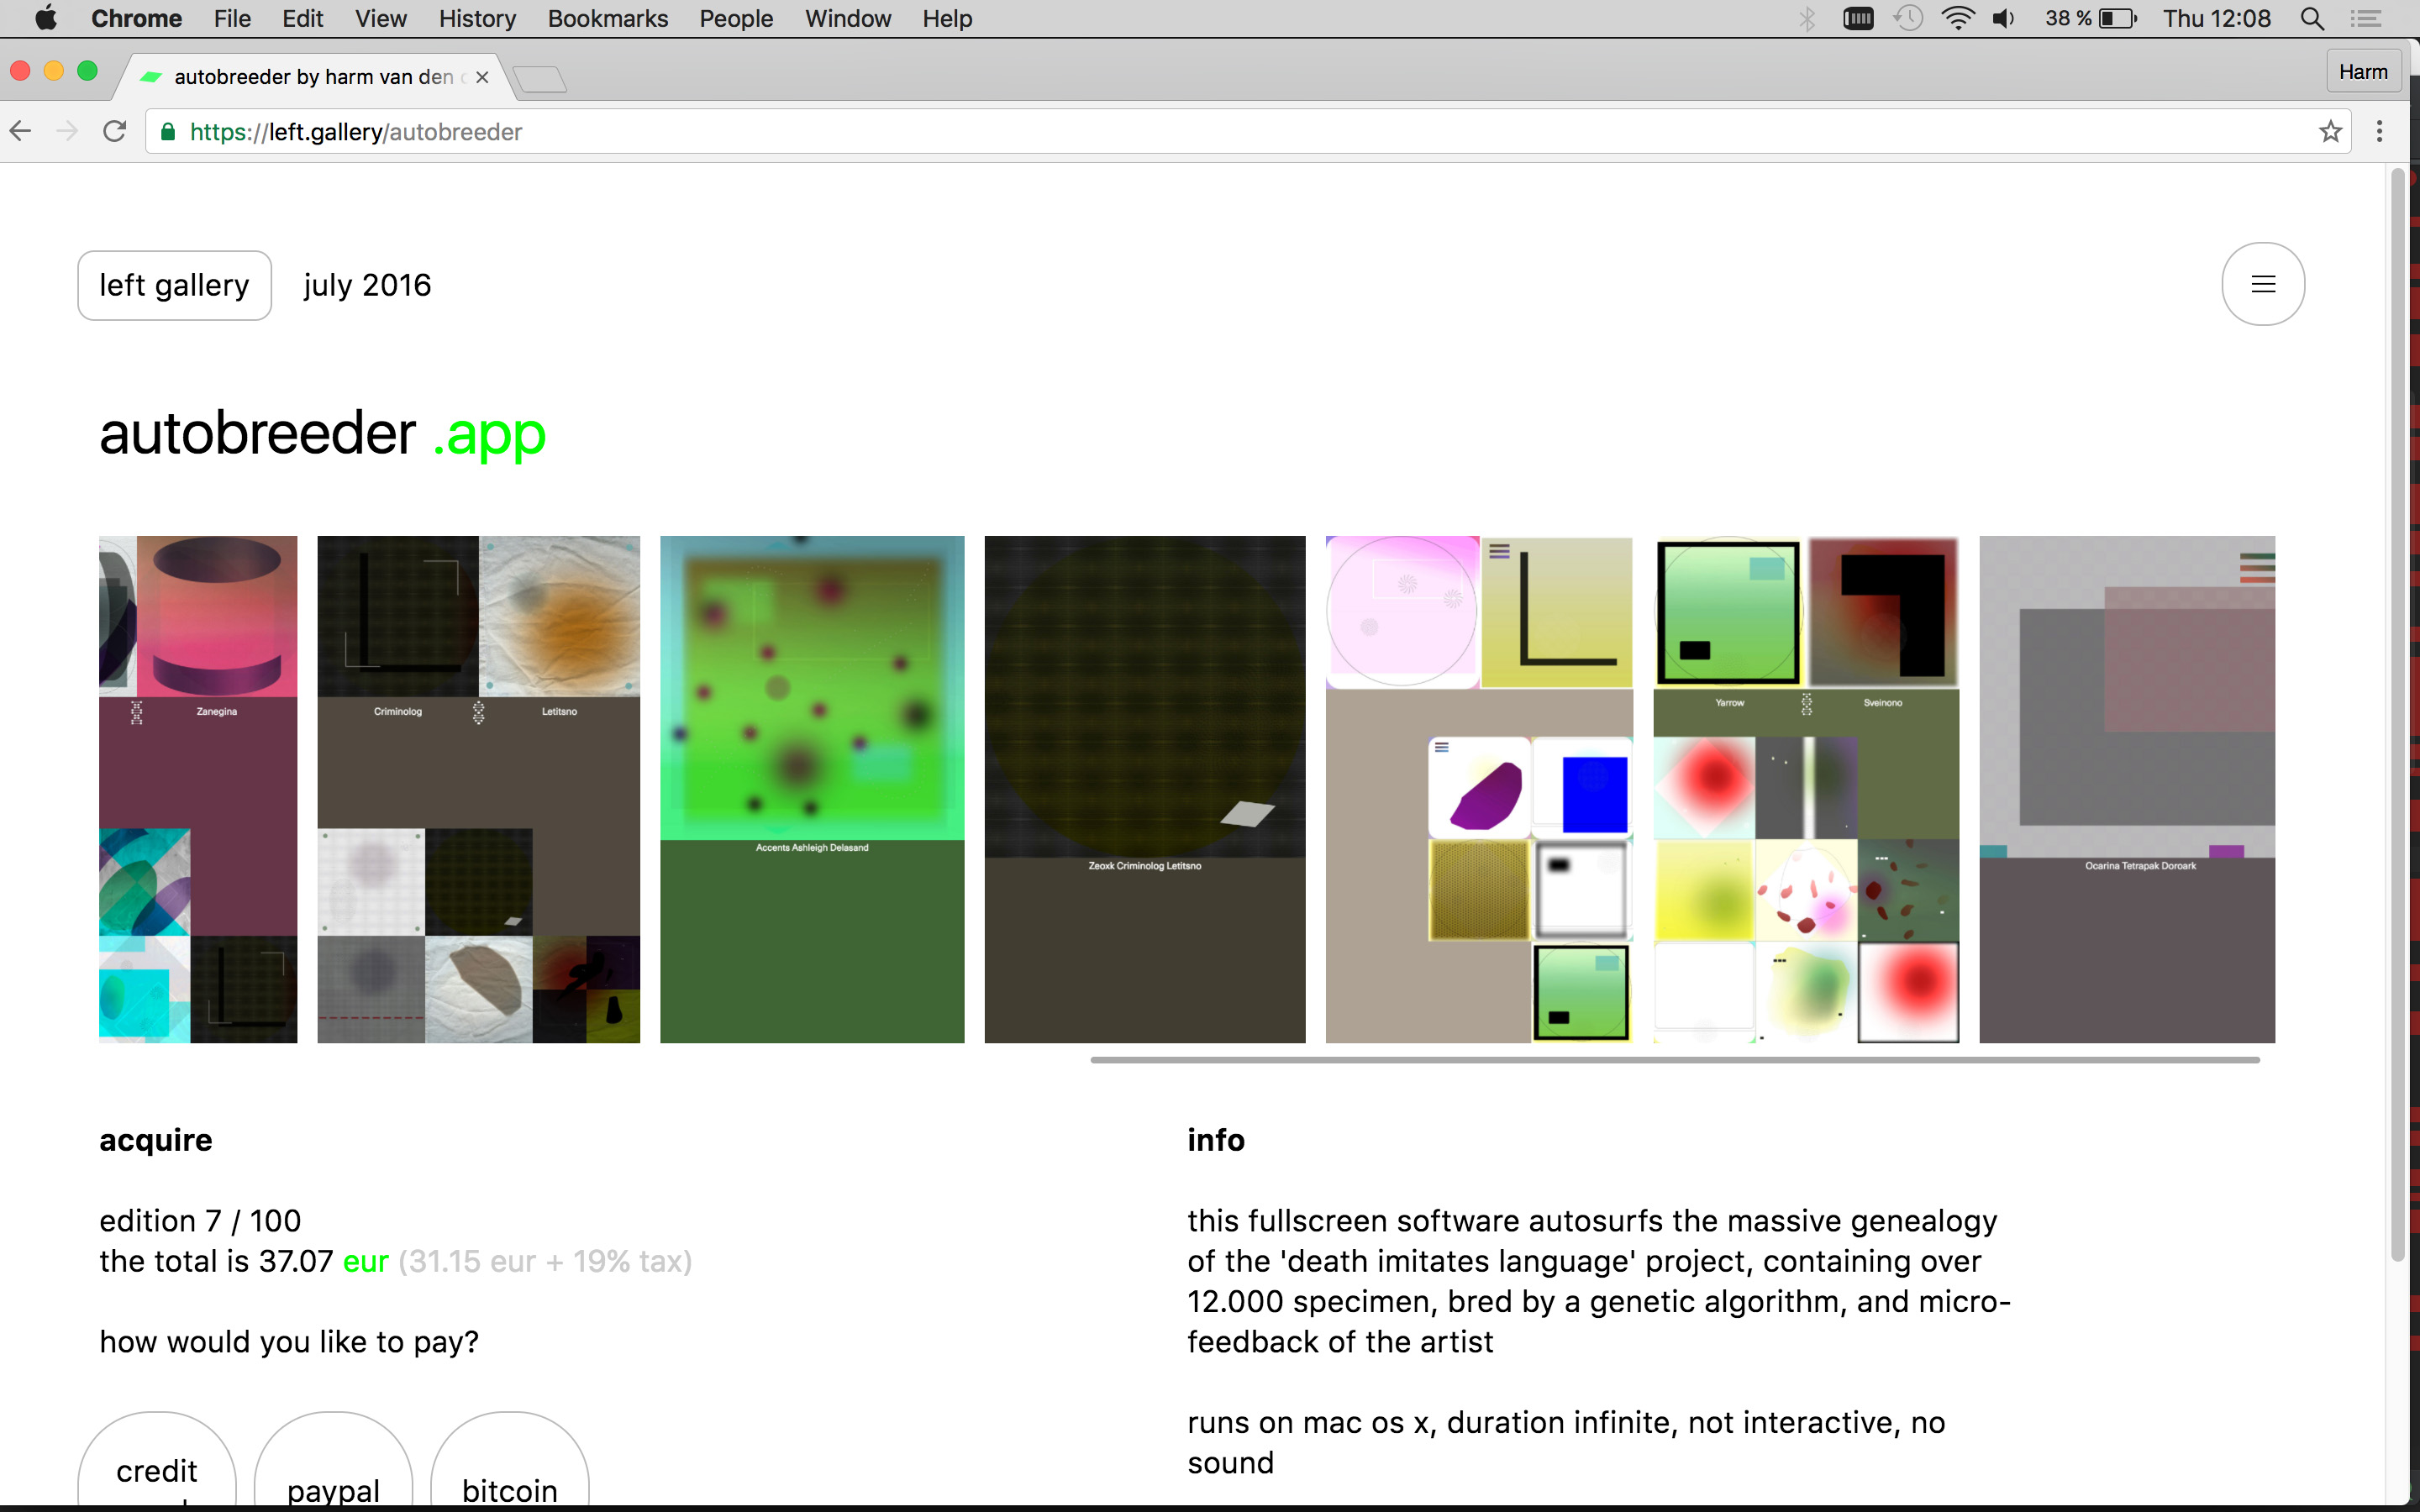 Chrome File Edit View History Bookmarks People Window Help 38 % Thu 12:08
autobreeder by harm van den
Harm
https://left.gallery/autobreeder
left gallery july 2016
autobreeder .app
Zanegina
Criminolog Letitsno
Accents Ashleigh Delasand
Zeoxk Criminolog Letitsno
Yarrow Sveinono
Ocarina Tetrapak Doroark
acquire
edition 7 / 100
the total is 37.07 eur (31.15 eur + 19% tax)
how would you like to pay?
credit
paypal
bitcoin
info
this fullscreen software autosurfs the massive genealogy
of the 'death imitates language' project, containing over
12.000 specimen, bred by a genetic algorithm, and micro-
feedback of the artist
runs on mac os x, duration infinite, not interactive, no
sound